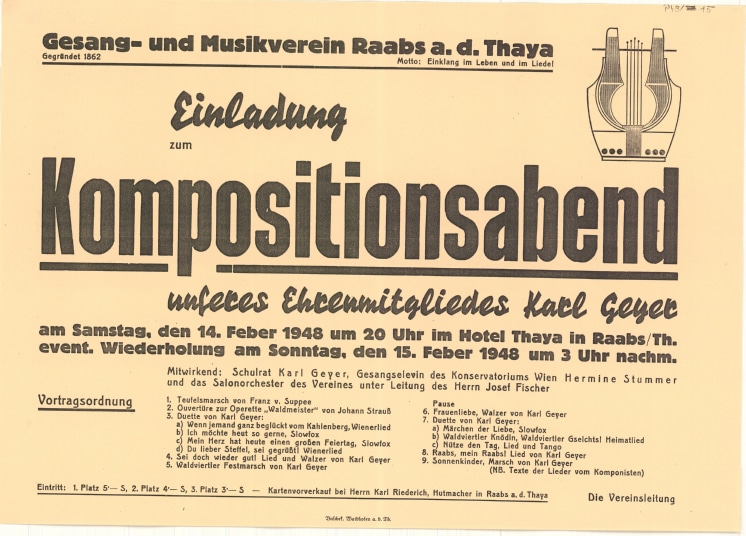 Gesang- und Musikverein Raabs a. d. Thaya
Gegründet 1862
Motto: Einklang im Leben und im Liede!
Einladung
zum
Kompositionsabend
unseres Ehrenmitgliedes Karl Geyer
am Samstag, den 14. Feber 1948 um 20 Uhr im Hotel Thaya in Raabs/Th.
event. Wiederholung am Sonntag, den 15. Feber 1948 um 3 Uhr nachm.
Mitwirkend: Schulrat Karl Geyer, Gesangselevin des Konservatoriums Wien Hermine Stummer
und das Salonorchester des Vereines unter Leitung des Herrn Josef Fischer
Vortragsordnung
1. Teufelsmarsch von Franz v. Suppee
2. Ouvertüre zur Operette „Waldmeister" von Johann Strauß
3. Duette von Karl Geyer:
a) Wenn jemand ganz beglückt vom Kahlenberg, Wienerlied
b) Ich möchte heut so gerne, Slowfox
c) Mein Herz hat heute einen großen Feiertag, Slowfox
d) Du lieber Steffel, sei gegrüßt! Wienerlied
4. Sei doch wieder gut! Lied und Walzer von Karl Geyer
5. Waldviertler Festmarsch von Karl Geyer
Pause
6. Frauenliebe, Walzer von Karl Geyer
7. Duette von Karl Geyer:
a) Märchen der Liebe, Slowfox
b) Waldviertler Knödln, Waldviertler Gseichts! Heimatlied
c) Nütze den Tag, Lied und Tango
8. Raabs, mein Raabs! Lied von Karl Geyer
9. Sonnenkinder, Marsch von Karl Geyer
(NB. Texte der Lieder vom Komponisten)
Eintritt: 1. Platz 5'— S, 2. Platz 4'— S, 3. Platz 3'— S — Kartenvorverkauf bei Herrn Karl Riederich, Hutmacher in Raabs a. d. Thaya
Die Vereinsleitung
Waidhofen a. d. Th.